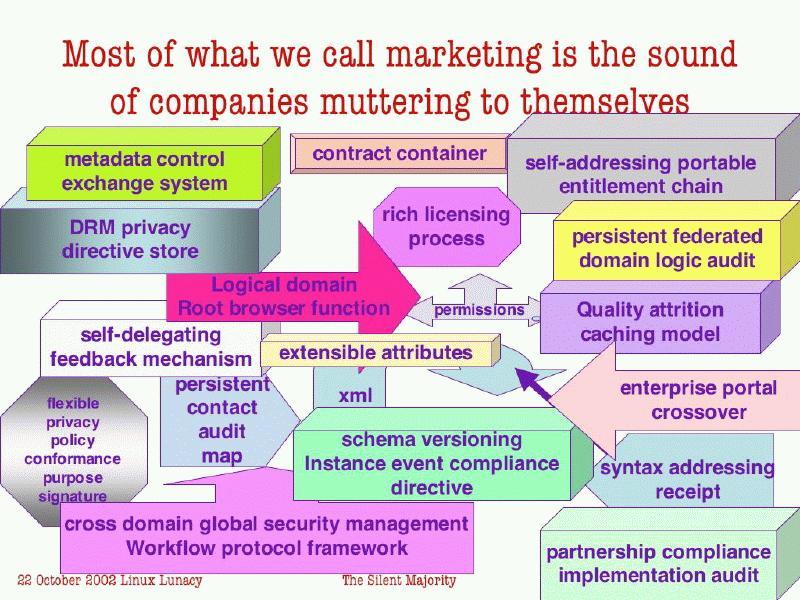 Most of what we call marketing is the sound
of companies muttering to themselves
metadata control
exchange system
contract container
self-addressing portable
entitlement chain
DRM privacy
directive store
rich licensing
process
persistent federated
domain logic audit
Logical domain
Root browser function
permissions
Quality attrition
caching model
self-delegating
feedback mechanism
extensible attributes
persistent
contact
audit
map
xml
enterprise portal
crossover
flexible
privacy
policy
conformance
purpose
signature
schema versioning
Instance event compliance
directive
syntax addressing
receipt
cross domain global security management
Workflow protocol framework
partnership compliance
implementation audit
22 October 2002 Linux Lunacy
The Silent Majority